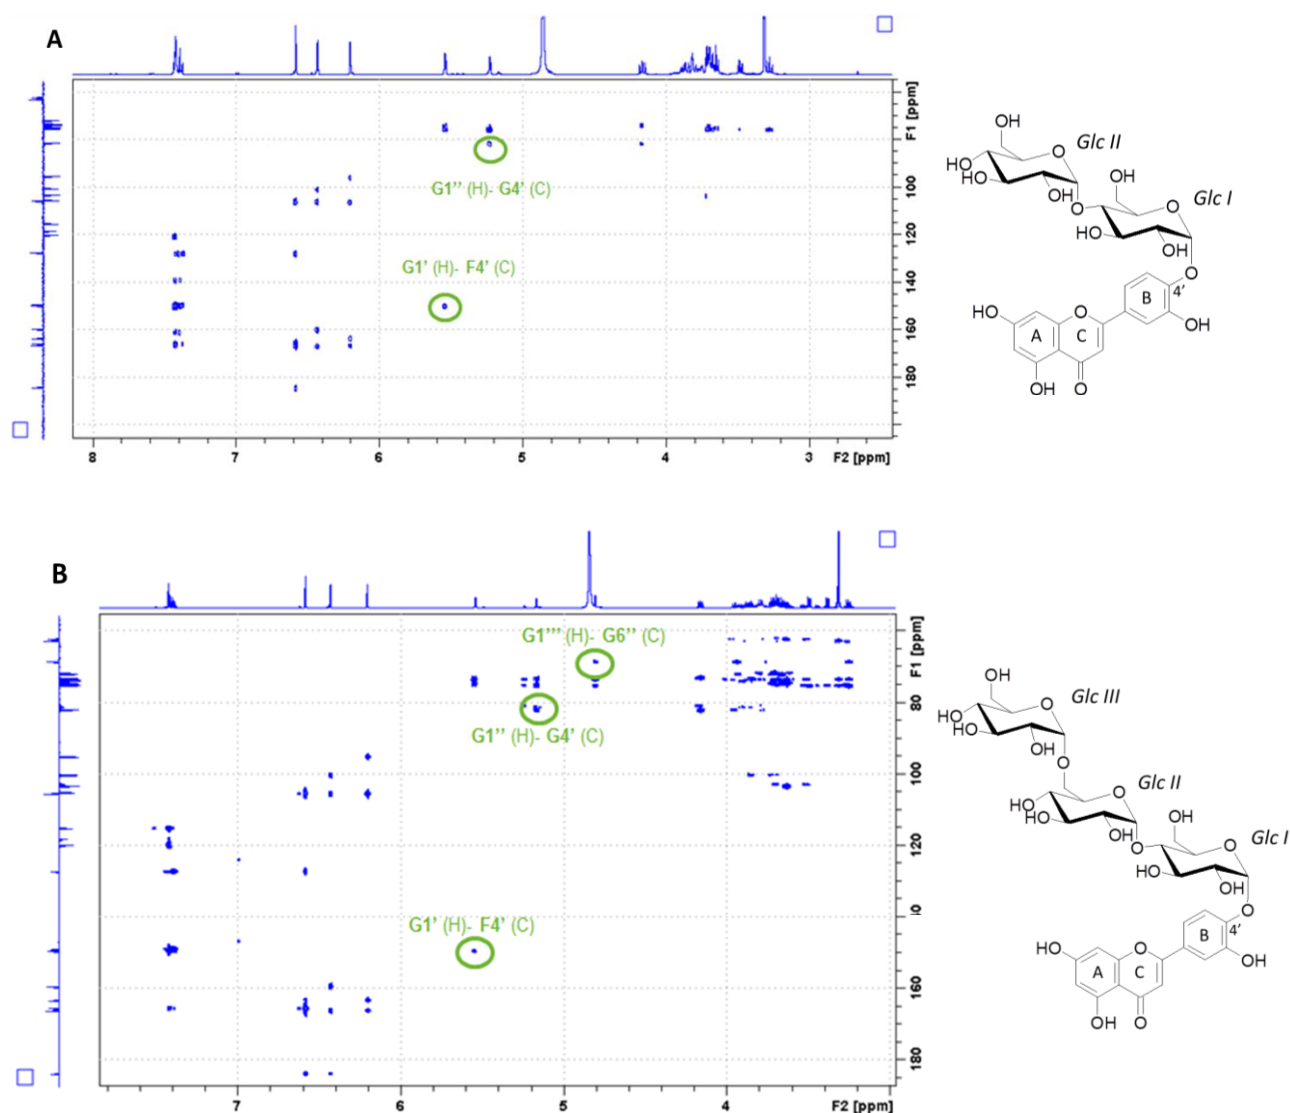 A
F1 [ppm]
100
120
140
160
180
G1'' (H)- G4' (C)
G1' (H)- F4' (C)
8
7
6
5
4
3
F2 [ppm]
OH
Glc II
O
HO
HO
OH
OH
O
O
Glc I
HO
OH
O
B
4'
HO
O
OH
A
C
OH
O
B
F1 [ppm]
80
100
120
i0
160
180
G1''' (H)- G6'' (C)
G1'' (H)- G4' (C)
G1' (H)- F4' (C)
7
6
5
4
F2 [ppm]
OH
Glc III
O
HO
HO
OH
O
Glc II
O
HO
HO
OH
OH
O
Glc I
O
HO
OH
O
B
4'
HO
O
OH
A
C
OH
O